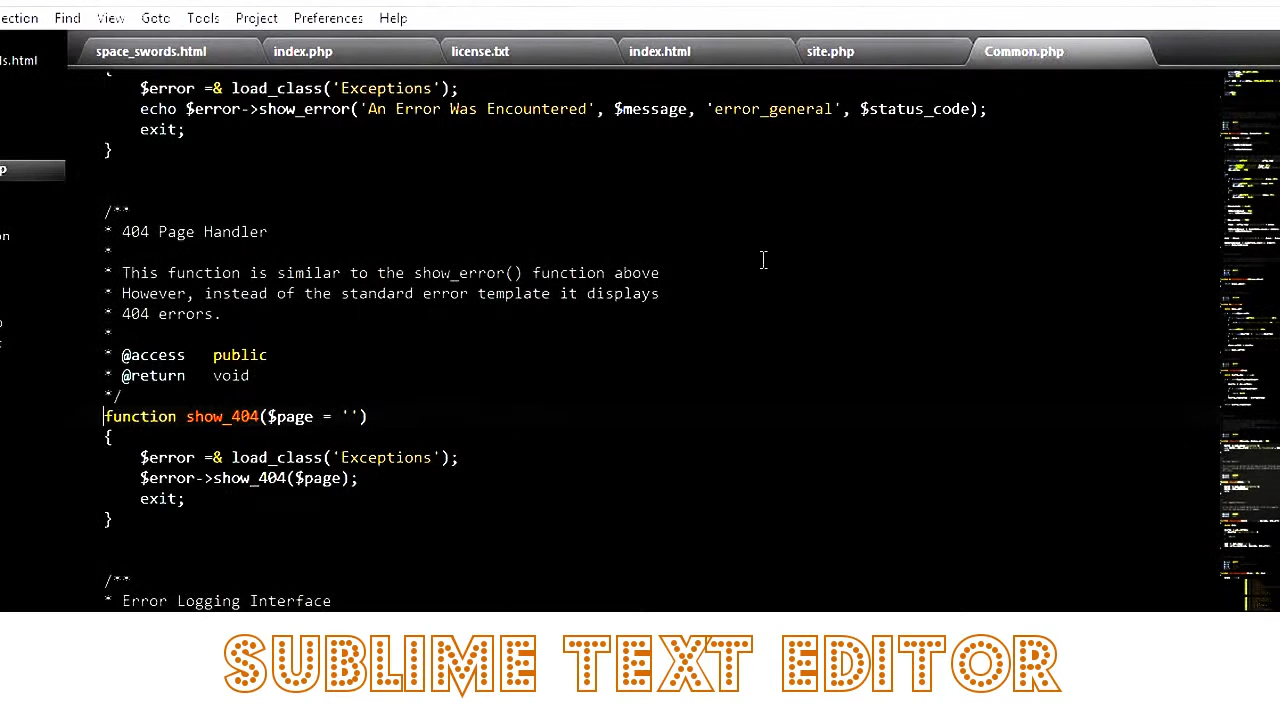 ection Find View Goto Tools Project Preferences Help
ls.html space_swords.html index.php license.txt index.html site.php Common.php
{
$error =& load_class('Exceptions');
echo $error->show_error('An Error Was Encountered', $message, 'error_general', $status_code);
exit;
}
p
/**
* 404 Page Handler
on
*
* This function is similar to the show_error() function above
* However, instead of the standard error template it displays
* 404 errors.
*
* @access public
* @return void
*/
function show_404($page = '')
{
$error =& load_class('Exceptions');
$error->show_404($page);
exit;
}
/**
* Error Logging Interface
SUBLIME TEXT EDITOR